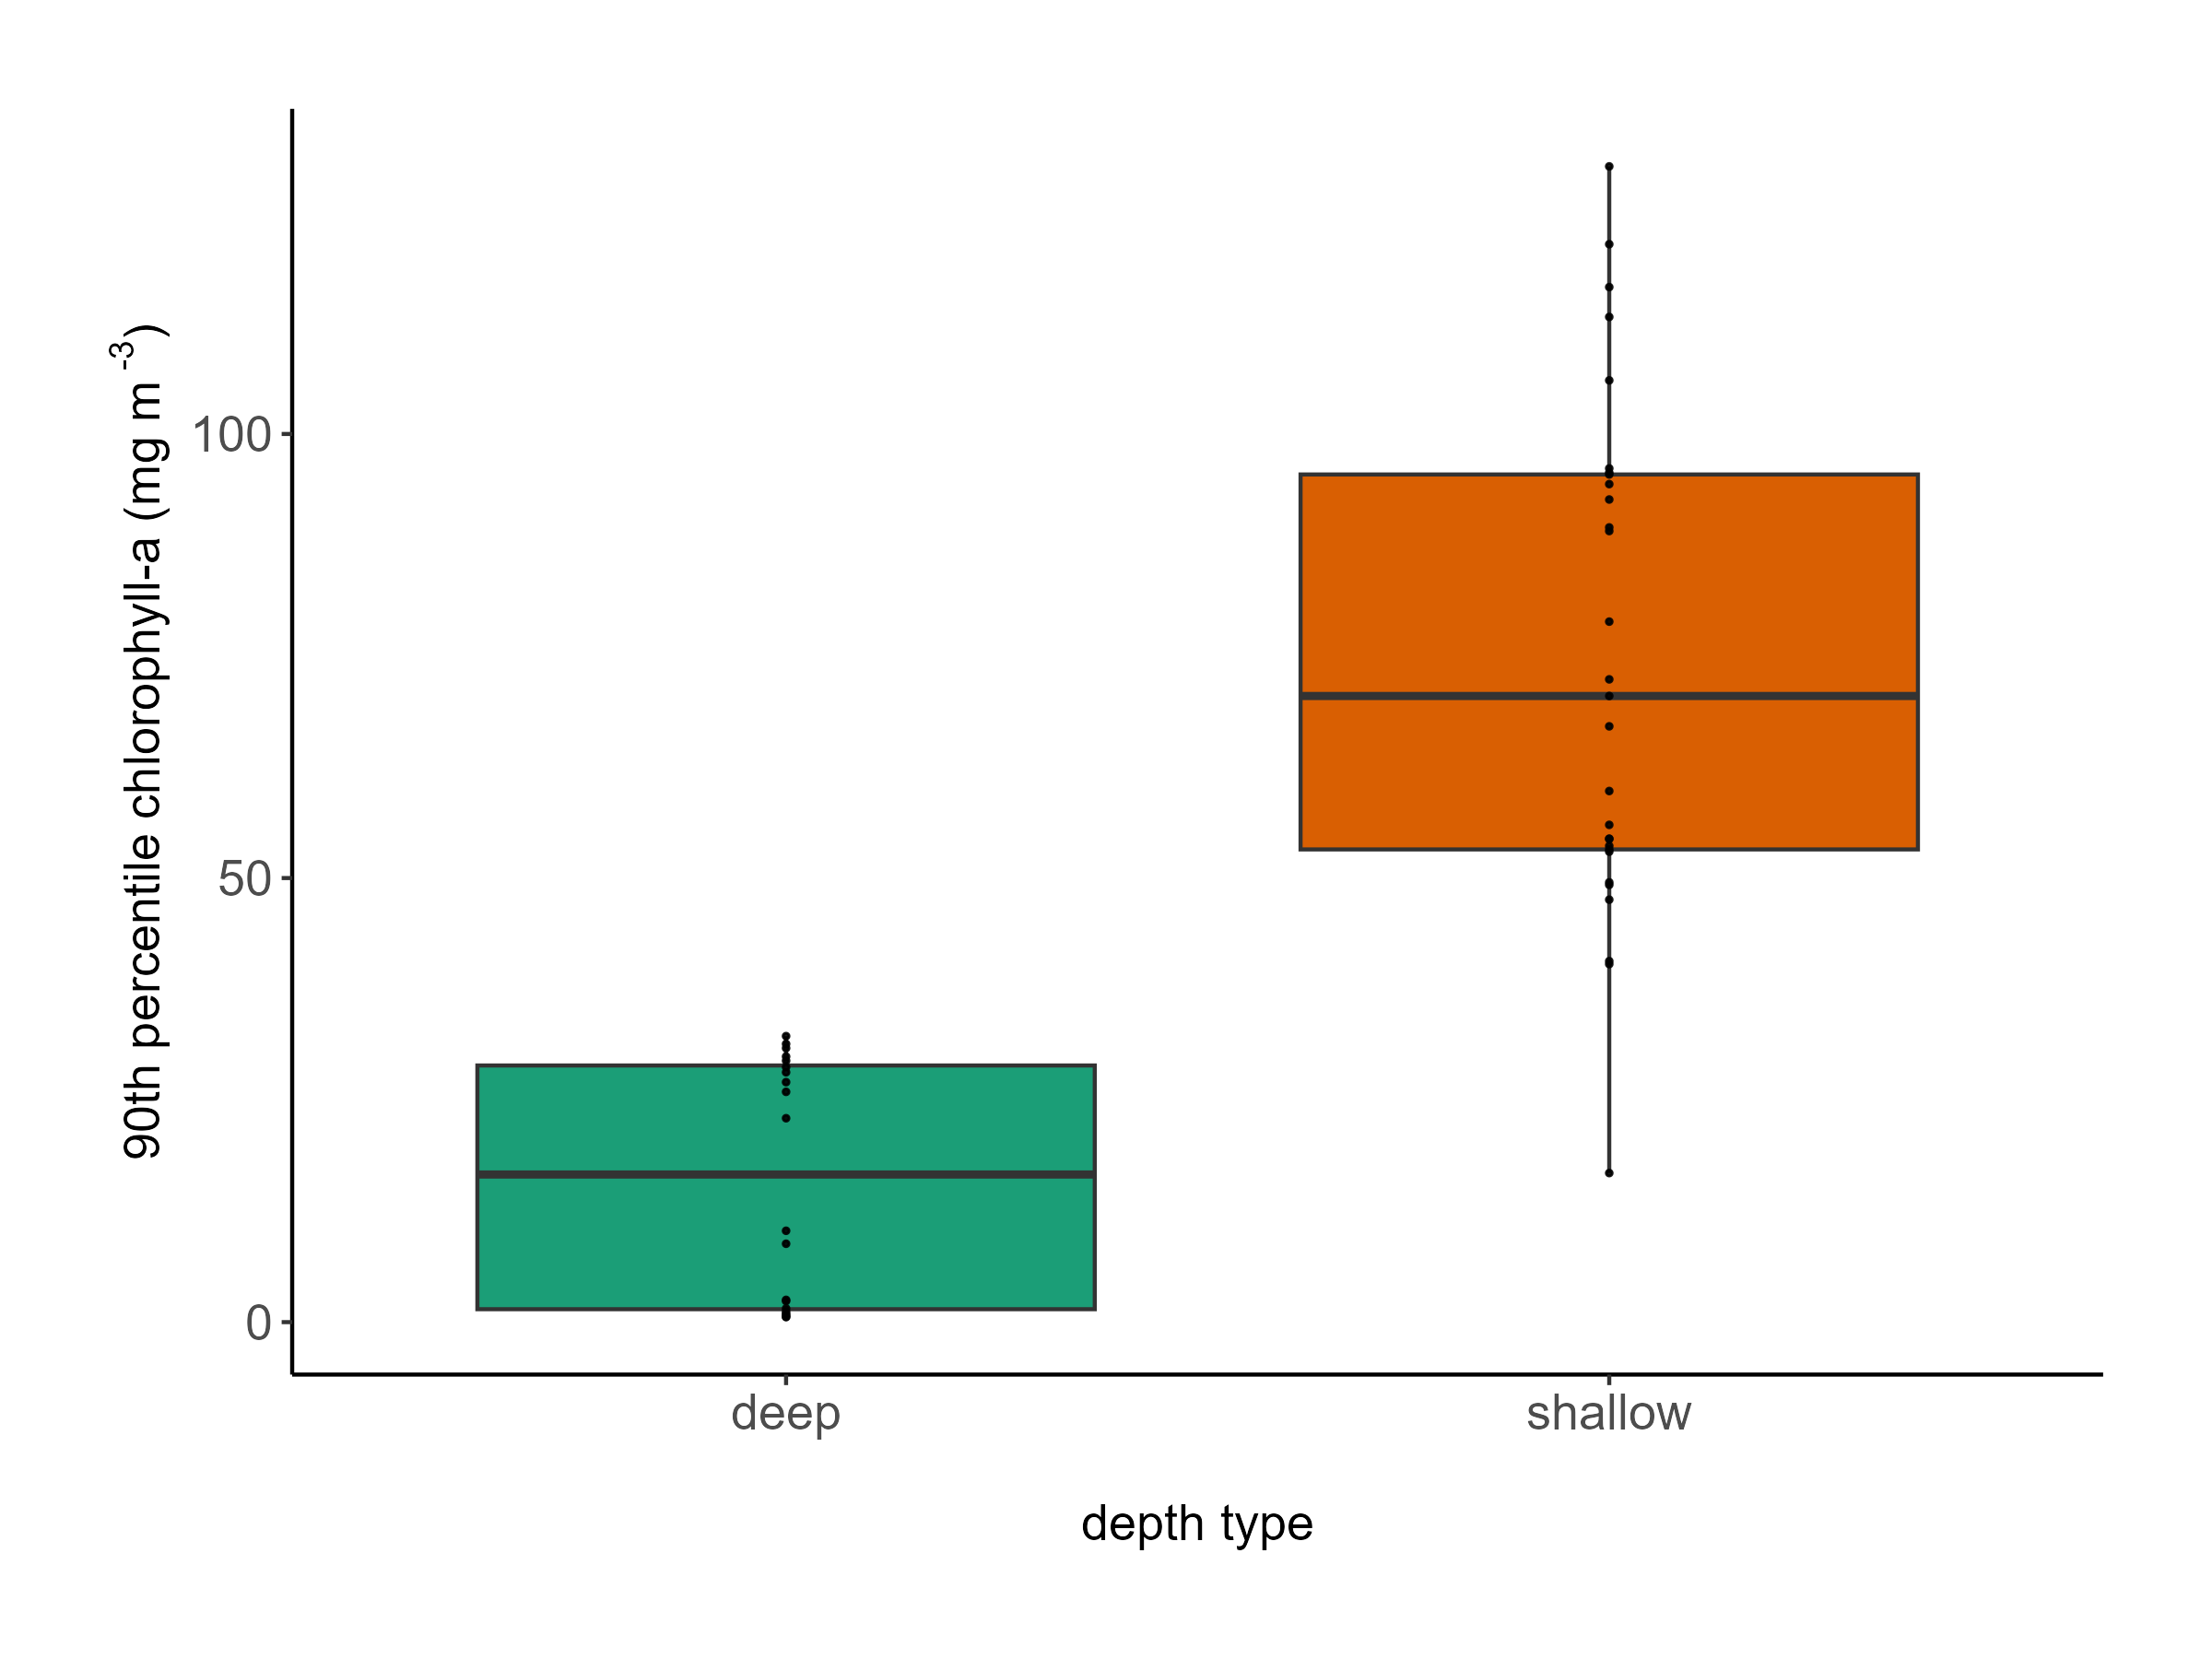 90th percentile chlorophyll-a (mg m⁻³)
100
50
0
deep
shallow
depth type